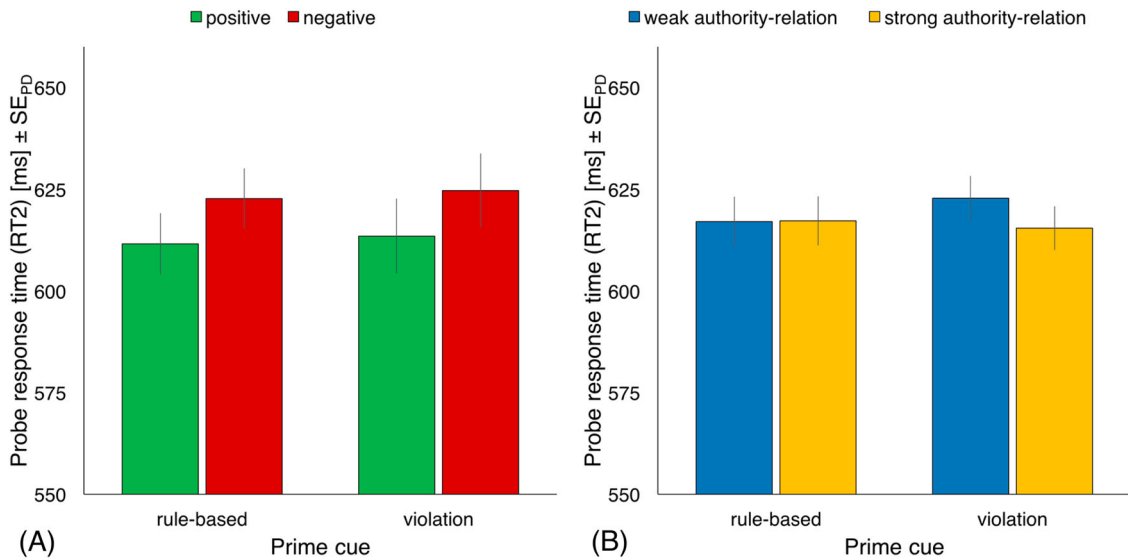 positive negative
Probe response time (RT2) [ms] ± SE_PD
650
625
600
575
550
rule-based violation
Prime cue
(A)
weak authority-relation strong authority-relation
Probe response time (RT2) [ms] ± SE_PD
650
625
600
575
550
rule-based violation
Prime cue
(B)